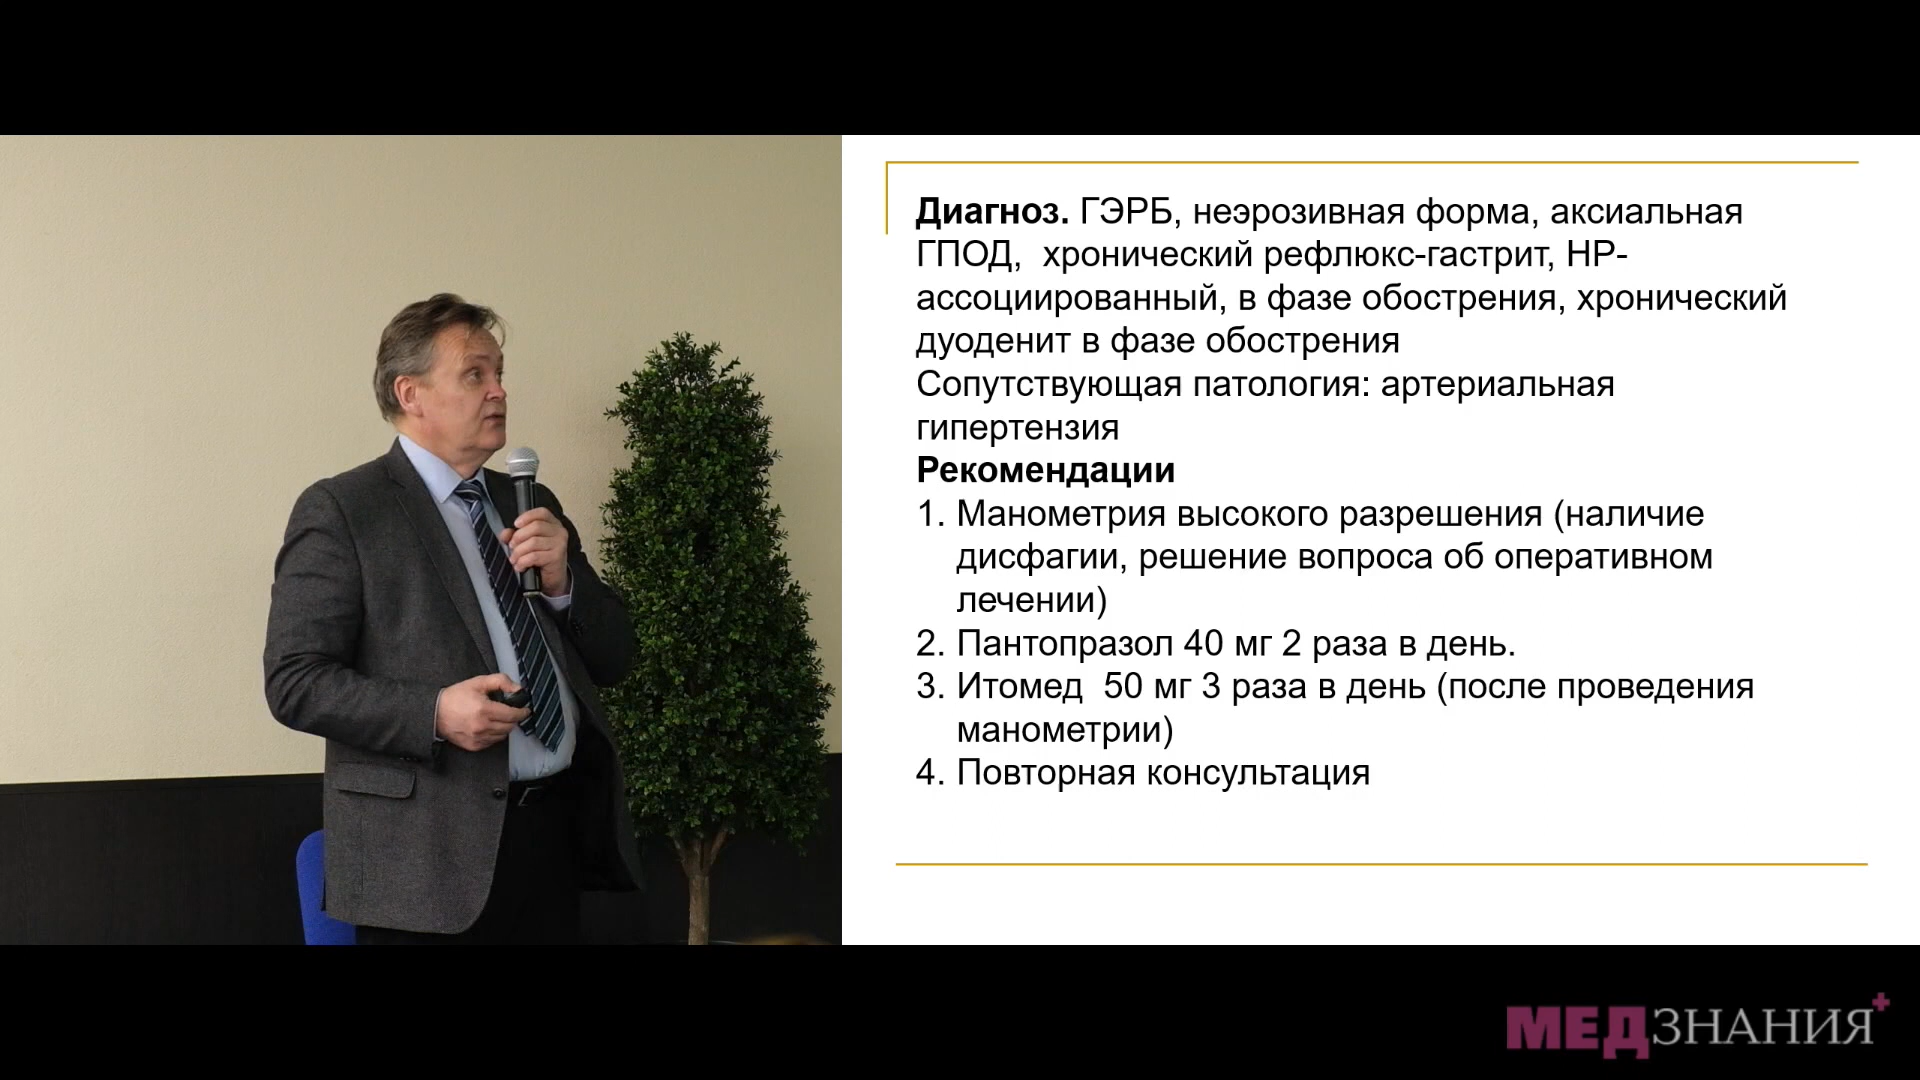 Диагноз. ГЭРБ, неэрозивная форма, аксиальная
ГПОД, хронический рефлюкс-гастрит, НР-
ассоциированный, в фазе обострения, хронический
дуоденит в фазе обострения
Сопутствующая патология: артериальная
гипертензия
Рекомендации
1. Манометрия высокого разрешения (наличие
дисфагии, решение вопроса об оперативном
лечении)
2. Пантопразол 40 мг 2 раза в день.
3. Итомед 50 мг 3 раза в день (после проведения
манометрии)
4. Повторная консультация
МЕДЗНАНИЯ+